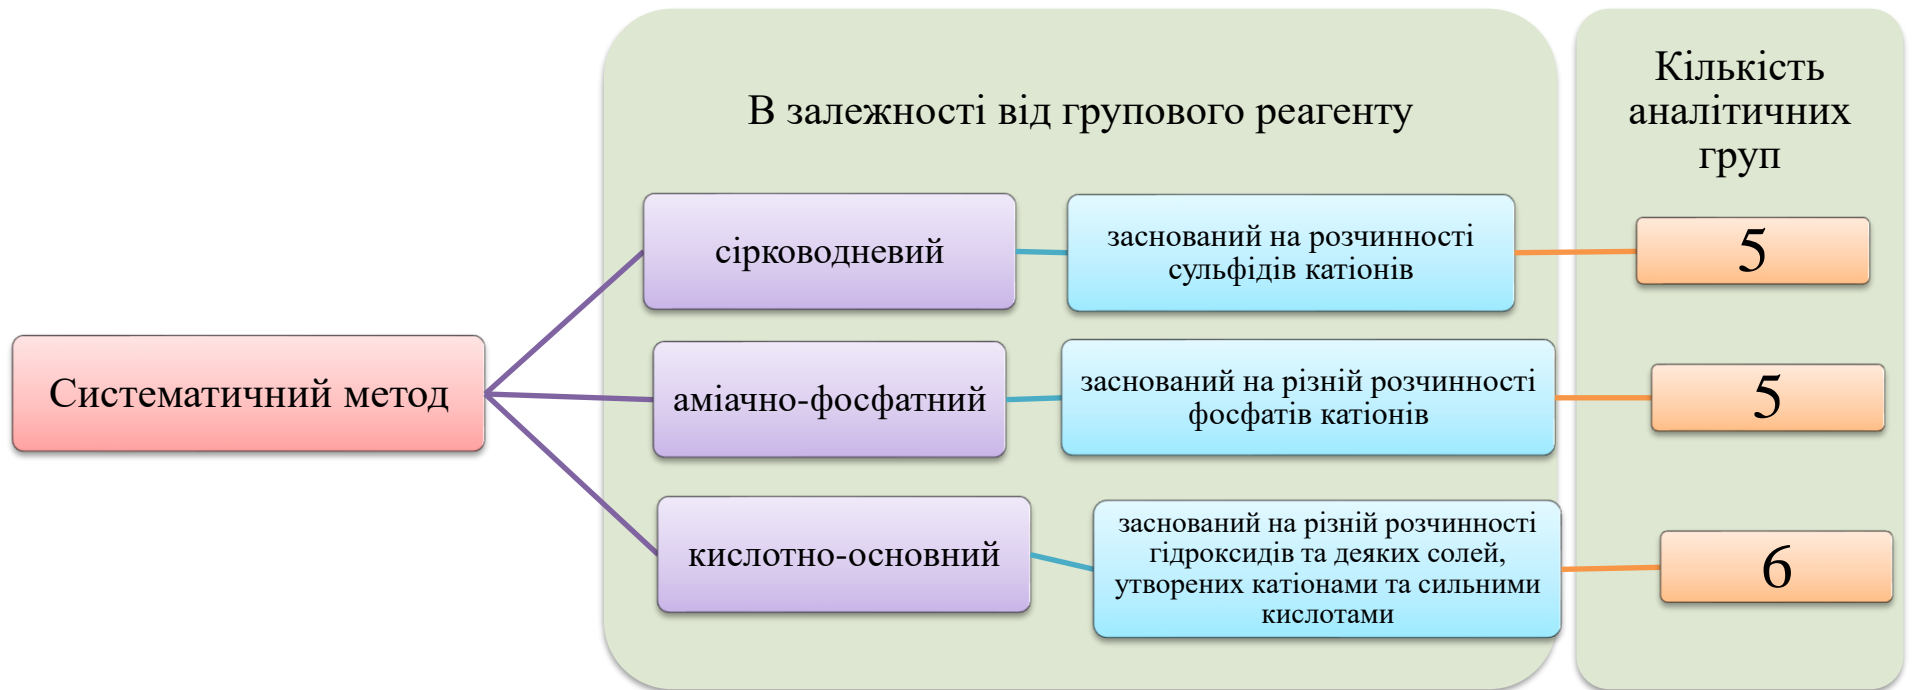 В залежності від групового реагенту
Кількість
аналітичних
груп
Систематичний метод
сірководневий
заснований на розчинності
сульфідів катіонів
5
аміачно-фосфатний
заснований на різній розчинності
фосфатів катіонів
5
кислотно-основний
заснований на різній розчинності
гідроксидів та деяких солей,
утворених катіонами та сильними
кислотами
6